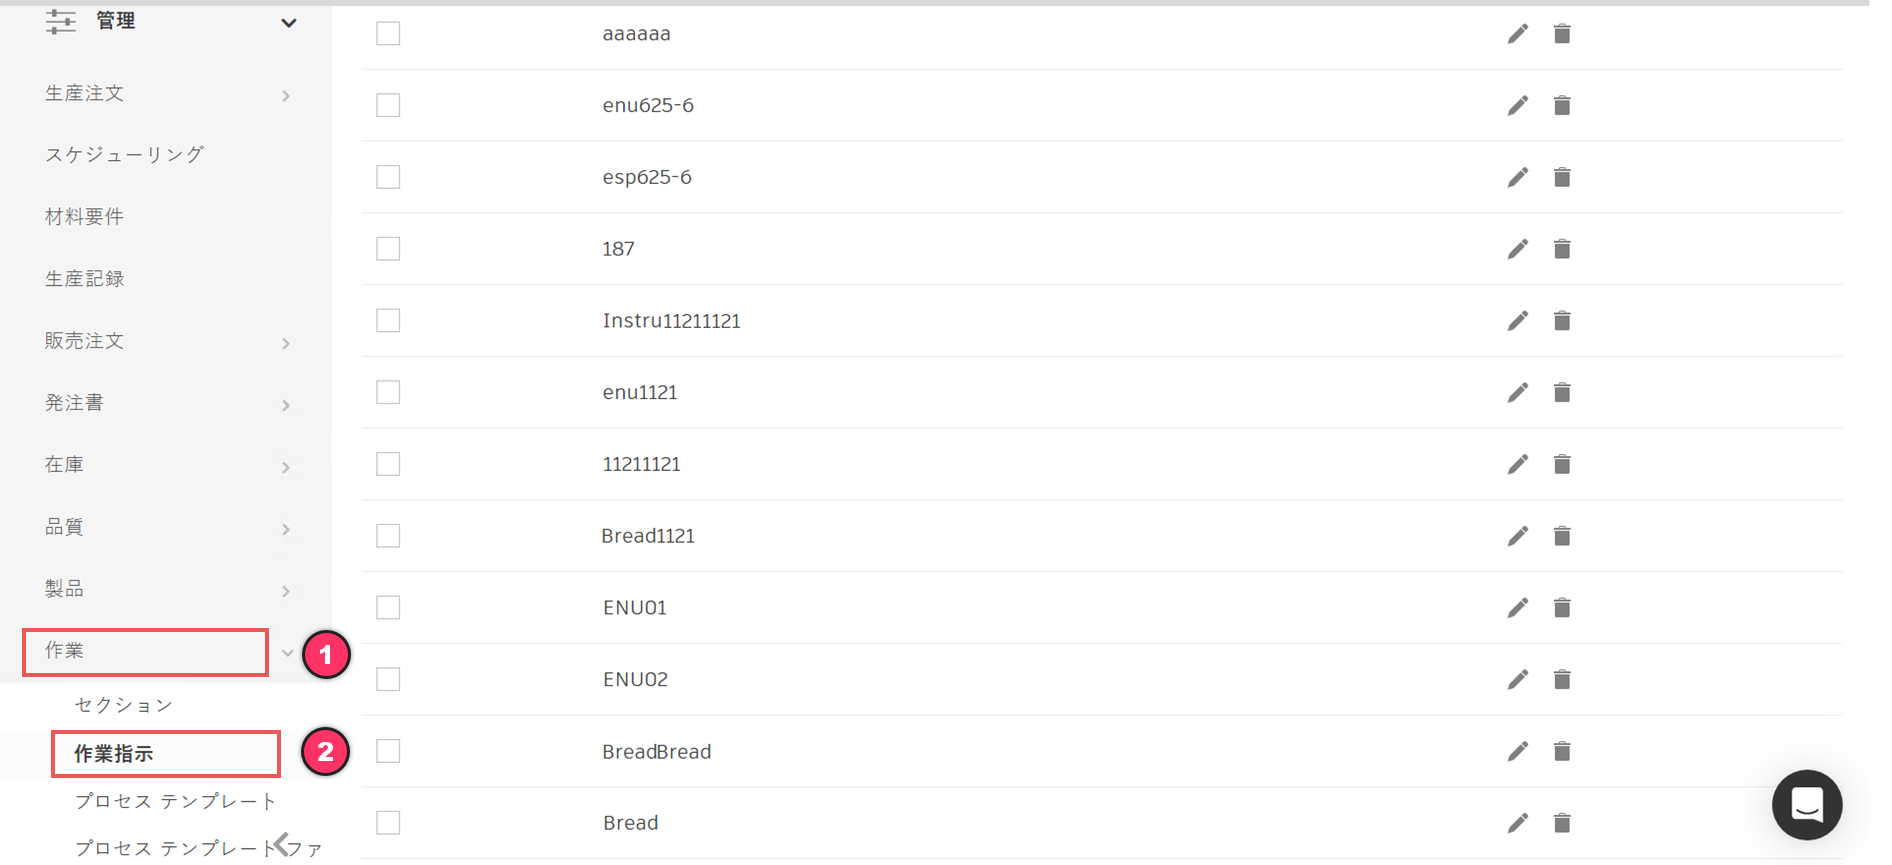 管理
生産注文
スケジューリング
材料要件
生産記録
販売注文
発注書
在庫
品質
製品
作業
1
セクション
作業指示
2
プロセス テンプレート
プロセス テンプレートファ
aaaaaa
enu625-6
esp625-6
187
Instru11211121
enu1121
11211121
Bread1121
ENU01
ENU02
BreadBread
Bread